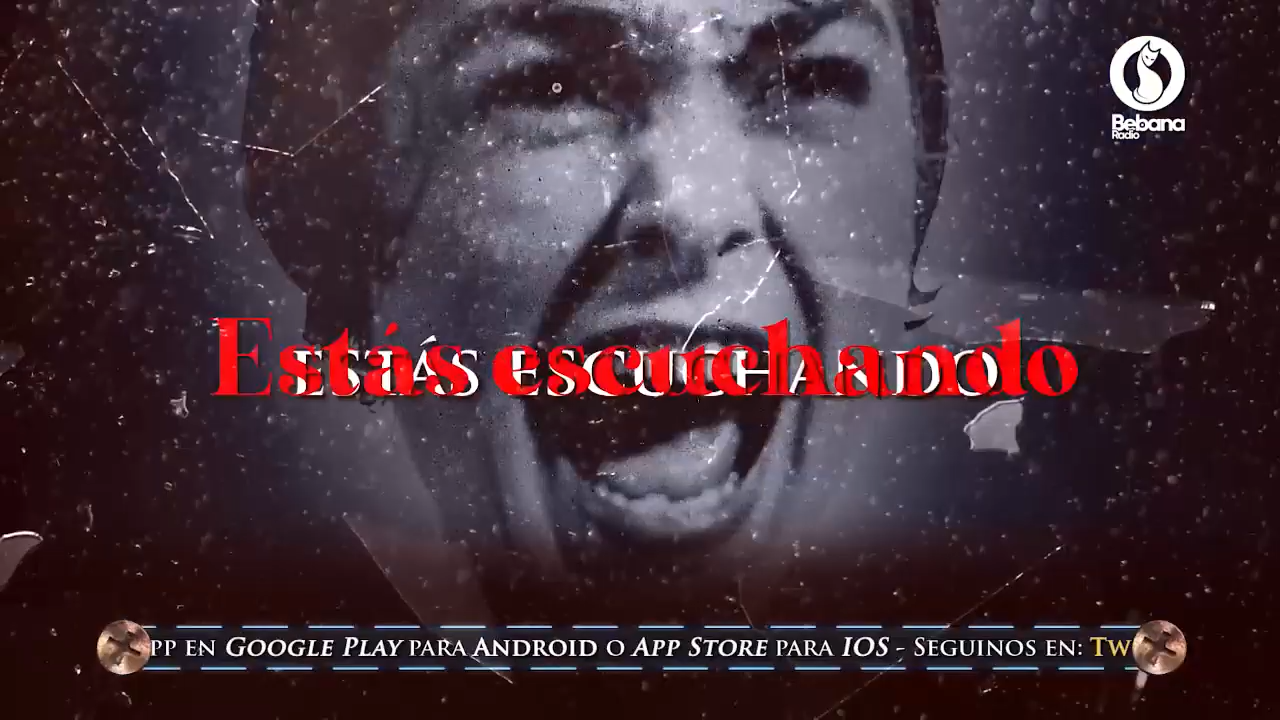 Bebana
Radio
Estás escuchando
ESTÁS ESCUCHANDO
PP EN GOOGLE PLAY PARA ANDROID O APP STORE PARA IOS - SEGUINOS EN: TW